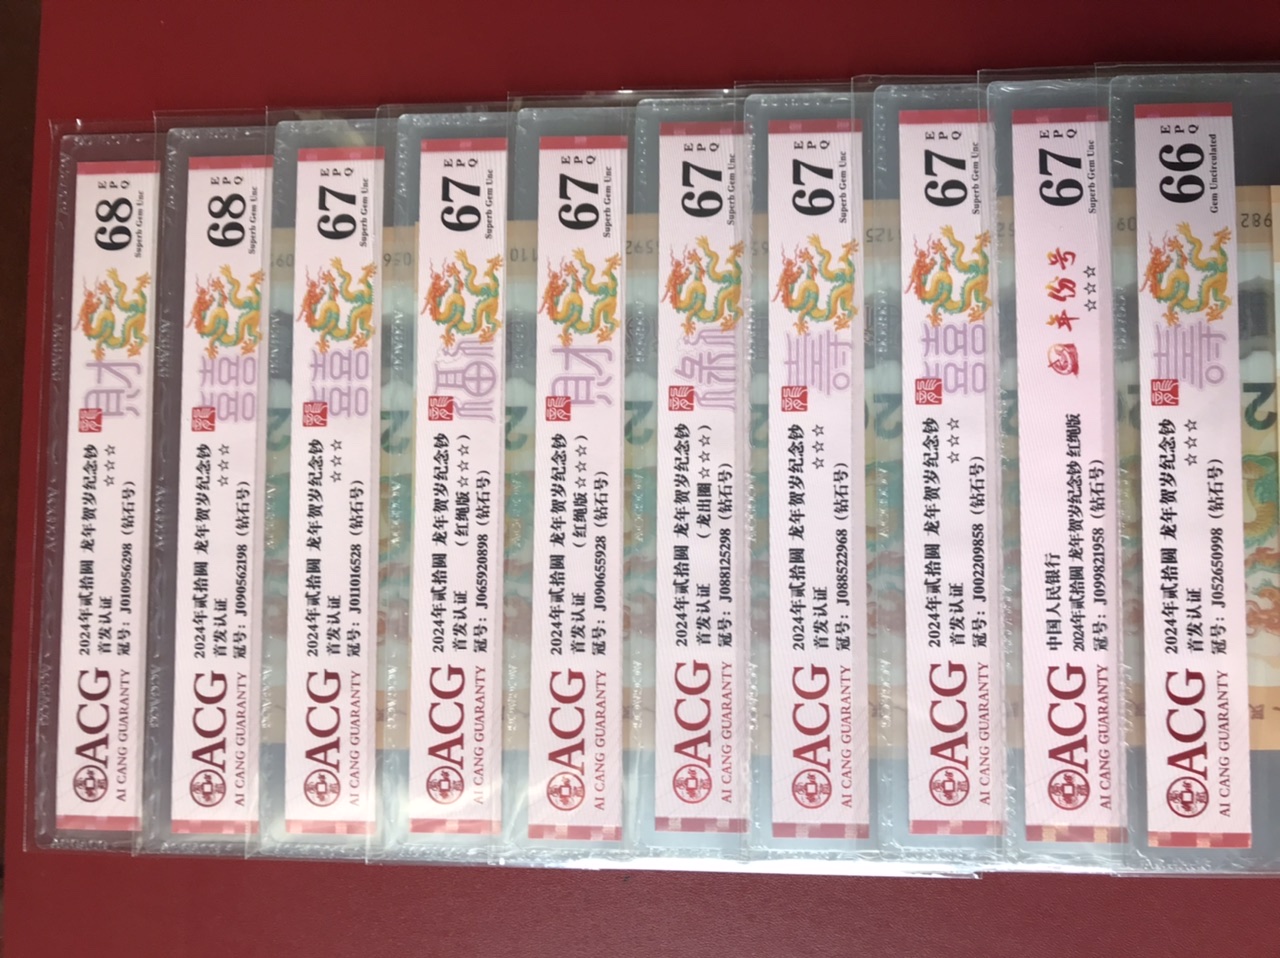 ACG
AI CANG GUARANTY
2024年贰拾圆 龙年贺岁纪念钞
首发认证 ☆☆☆
冠号：J010956298（钻石号）
財
68 EPQ
Superb Gem Unc
ACG
AI CANG GUARANTY
2024年贰拾圆 龙年贺岁纪念钞
首发认证 ☆☆☆
冠号：J090562198（钻石号）
囍
68 EPQ
Superb Gem Unc
ACG
AI CANG GUARANTY
2024年贰拾圆 龙年贺岁纪念钞
首发认证 ☆☆☆
冠号：J011016528（钻石号）
囍
67 EPQ
Superb Gem Unc
ACG
AI CANG GUARANTY
2024年贰拾圆 龙年贺岁纪念钞
首发认证 （红绳版☆☆☆）
冠号：J065920898（钻石号）
福
67 EPQ
Superb Gem Unc
ACG
AI CANG GUARANTY
2024年贰拾圆 龙年贺岁纪念钞
首发认证 （红绳版☆☆☆）
冠号：J090655928（钻石号）
財
67 EPQ
Superb Gem Unc
ACG
AI CANG GUARANTY
2024年贰拾圆 龙年贺岁纪念钞
首发认证 （龙出圈☆☆☆☆）
冠号：J088125298（钻石号）
67 EPQ
Superb Gem Unc
ACG
AI CANG GUARANTY
2024年贰拾圆 龙年贺岁纪念钞
首发认证 ☆☆☆
冠号：J088522968（钻石号）
壽
67 EPQ
Superb Gem Unc
ACG
AI CANG GUARANTY
2024年贰拾圆 龙年贺岁纪念钞
首发认证 ☆☆☆
冠号：J002209858（钻石号）
囍
67 EPQ
Superb Gem Unc
ACG
AI CANG GUARANTY
中国人民银行
2024年贰拾圆 龙年贺岁纪念钞 红绳版
冠号：J099821958（钻石号）
年份号
☆☆☆
67 EPQ
Superb Gem Unc
ACG
AI CANG GUARANTY
2024年贰拾圆 龙年贺岁纪念钞
首发认证 ☆☆☆
冠号：J052650998（钻石号）
壽
66 EPQ
Gem Uncirculated